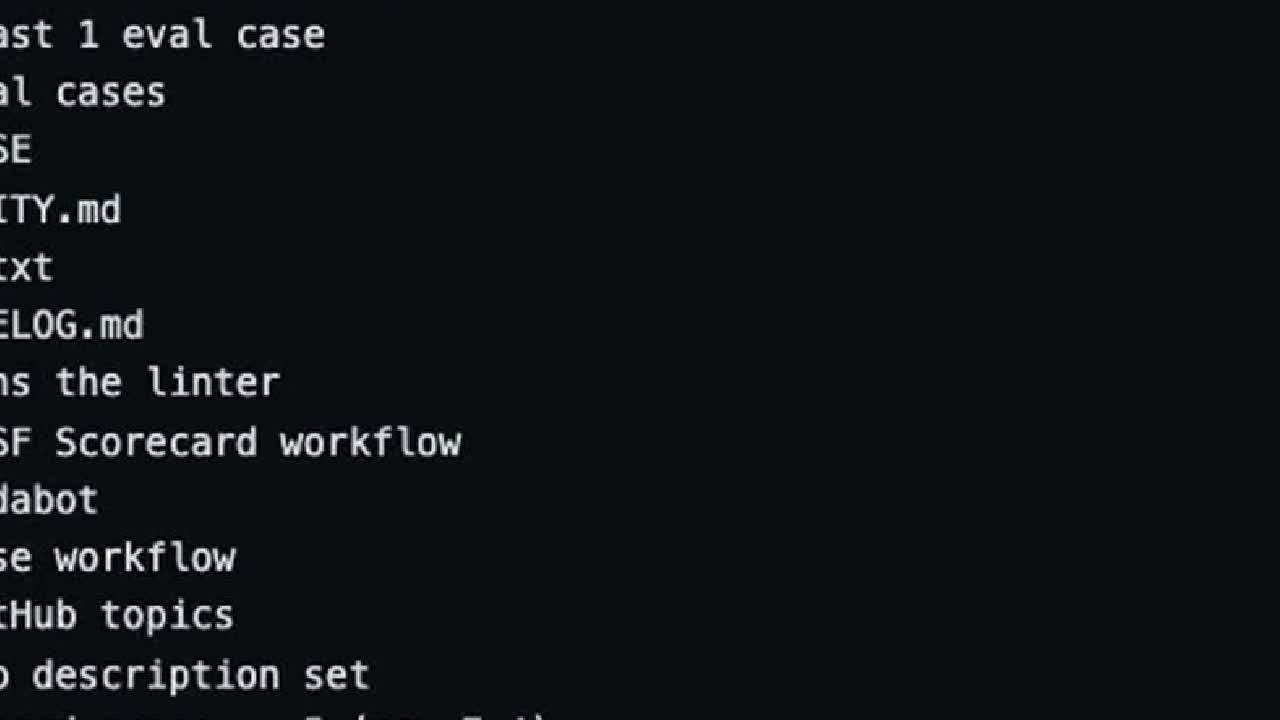 ast 1 eval case
al cases
SE
ITY.md
txt
ELOG.md
ns the linter
SF Scorecard workflow
dabot
se workflow
tHub topics
o description set